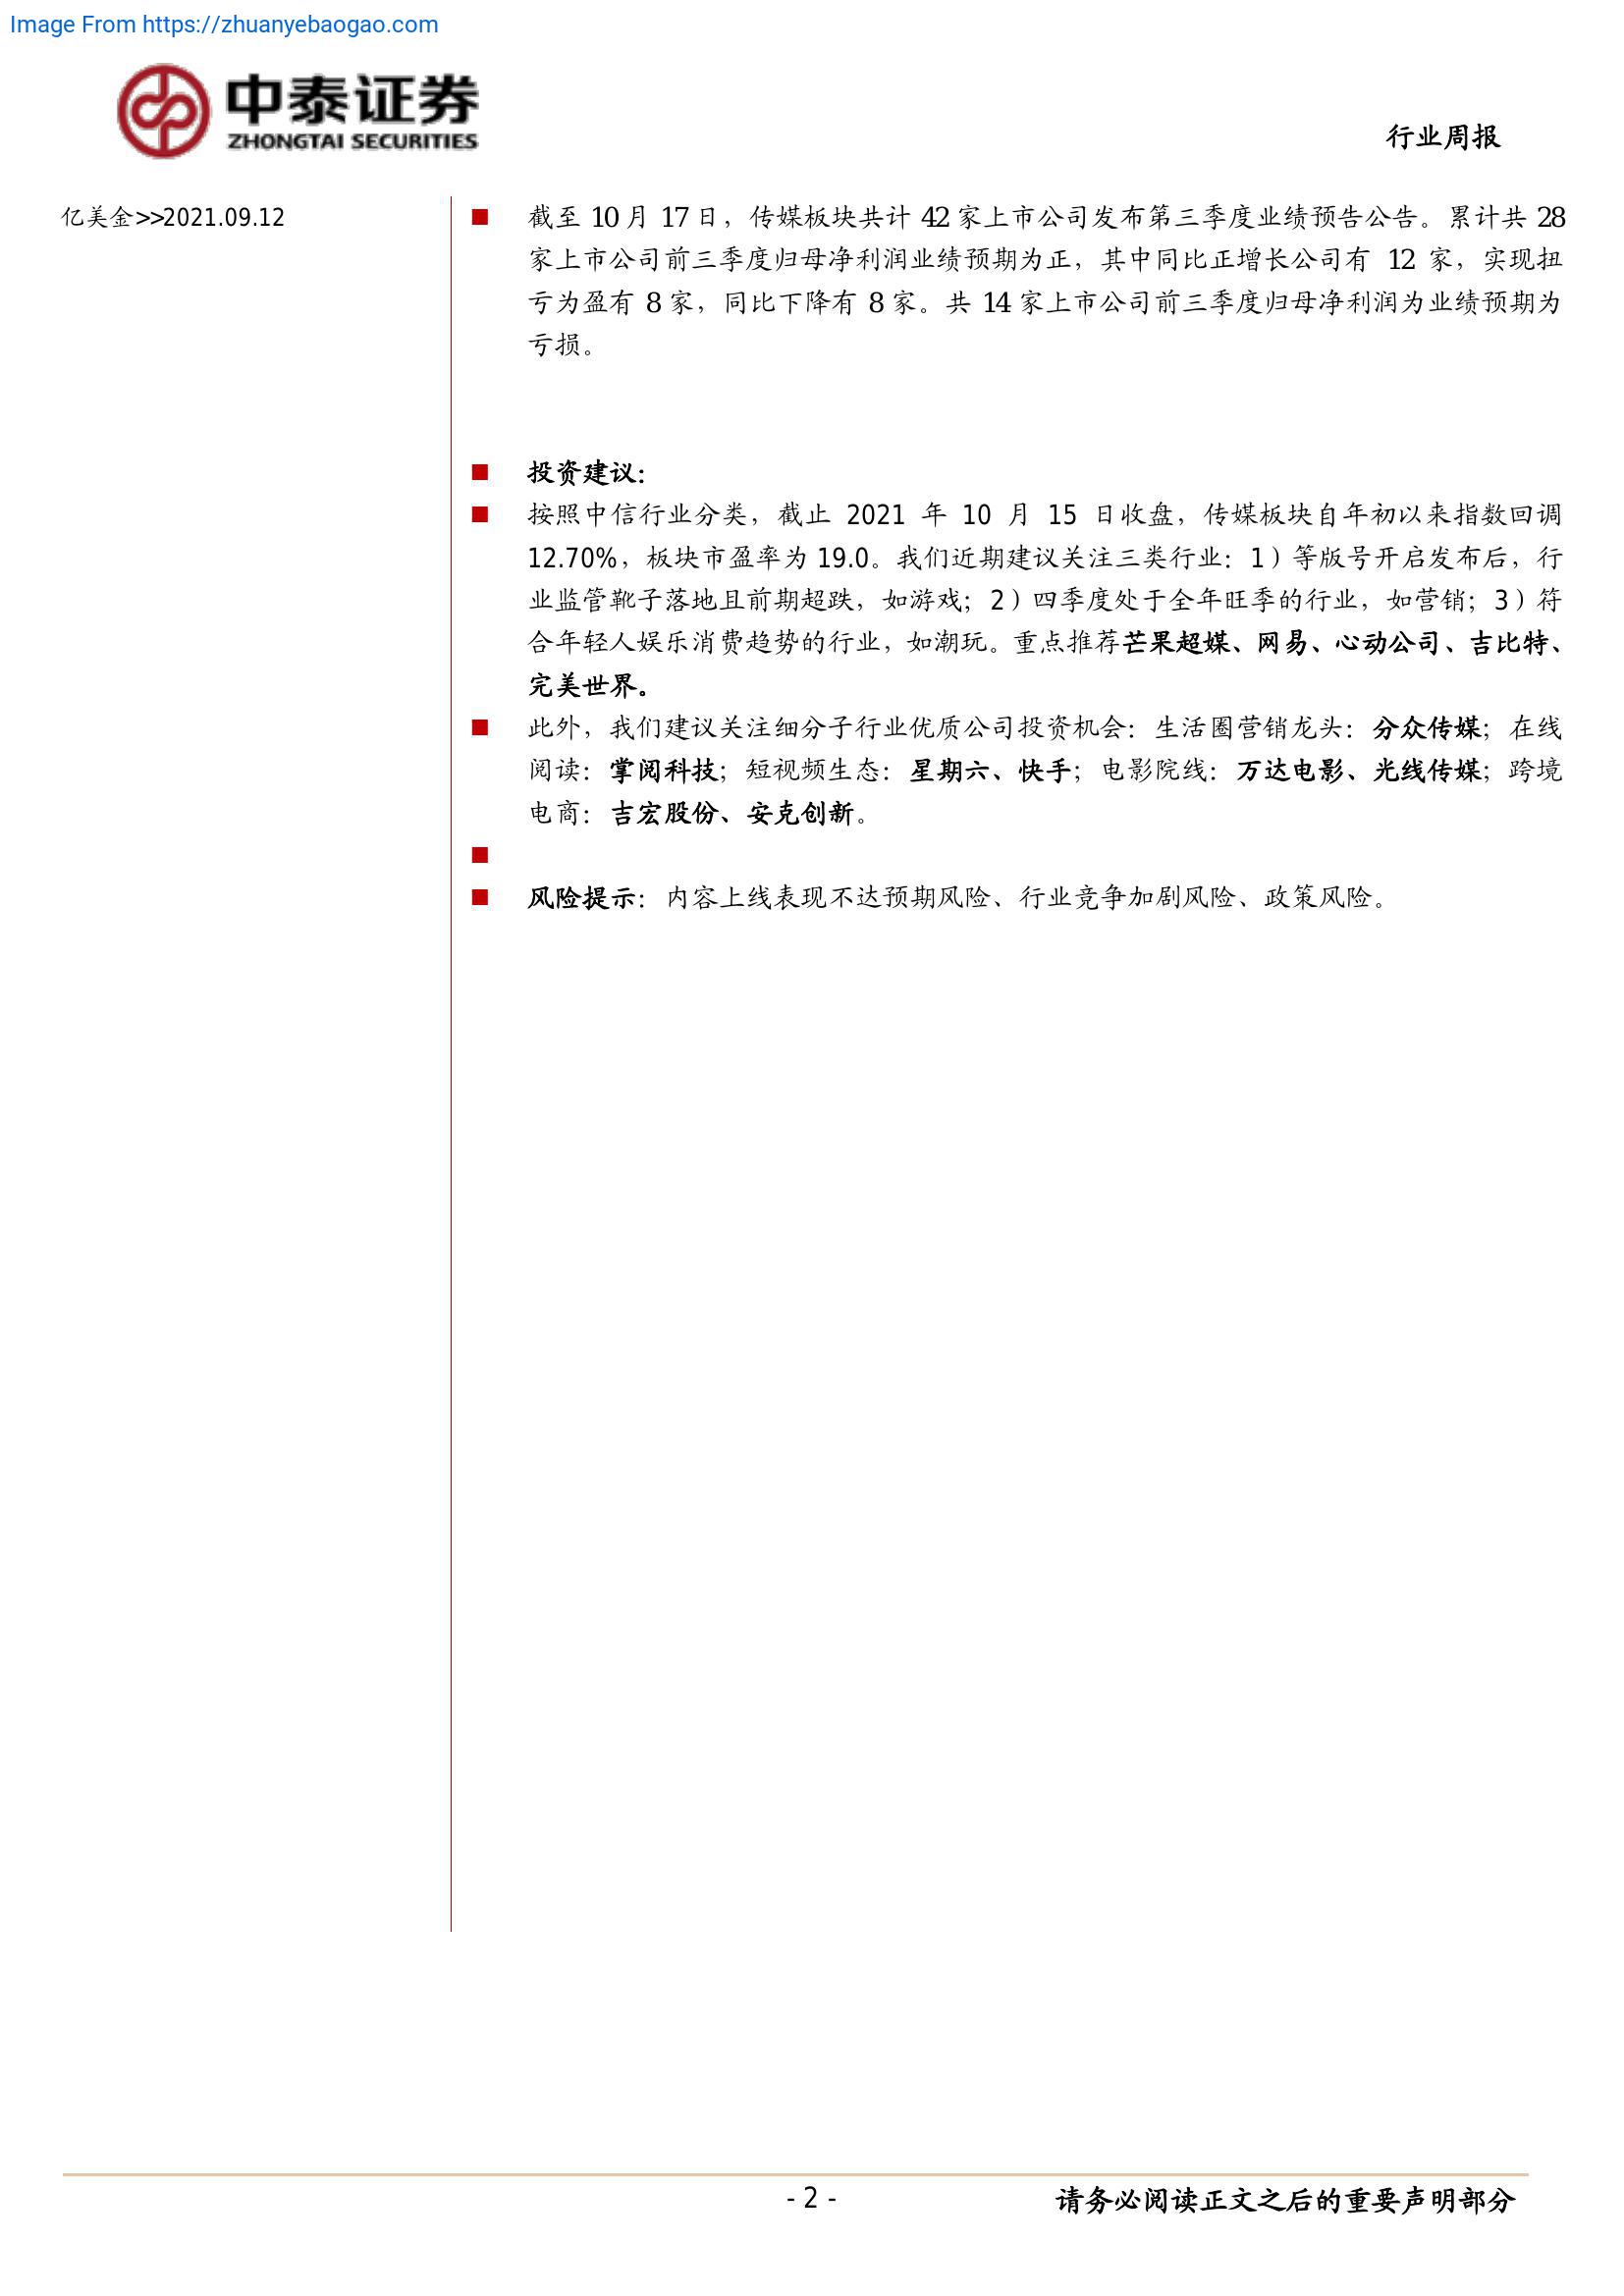 Image From https://zhuanyebaogao.com
中泰证券
ZHONGTAI SECURITIES
行业周报
亿美金>>2021.09.12
■ 截至 10 月 17 日，传媒板块共计 42 家上市公司发布第三季度业绩预告公告。累计共 28
家上市公司前三季度归母净利润业绩预期为正，其中同比正增长公司有 12 家，实现扭
亏为盈有 8 家，同比下降有 8 家。共 14 家上市公司前三季度归母净利润为业绩预期为
亏损。
■ 投资建议：
■ 按照中信行业分类，截止 2021 年 10 月 15 日收盘，传媒板块自年初以来指数回调
12.70%，板块市盈率为 19.0。我们近期建议关注三类行业：1）等版号开启发布后，行
业监管靴子落地且前期超跌，如游戏；2）四季度处于全年旺季的行业，如营销；3）符
合年轻人娱乐消费趋势的行业，如潮玩。重点推荐芒果超媒、网易、心动公司、吉比特、
完美世界。
■ 此外，我们建议关注细分子行业优质公司投资机会：生活圈营销龙头：分众传媒；在线
阅读：掌阅科技；短视频生态：星期六、快手；电影院线：万达电影、光线传媒；跨境
电商：吉宏股份、安克创新。
■
■ 风险提示：内容上线表现不达预期风险、行业竞争加剧风险、政策风险。
- 2 -
请务必阅读正文之后的重要声明部分